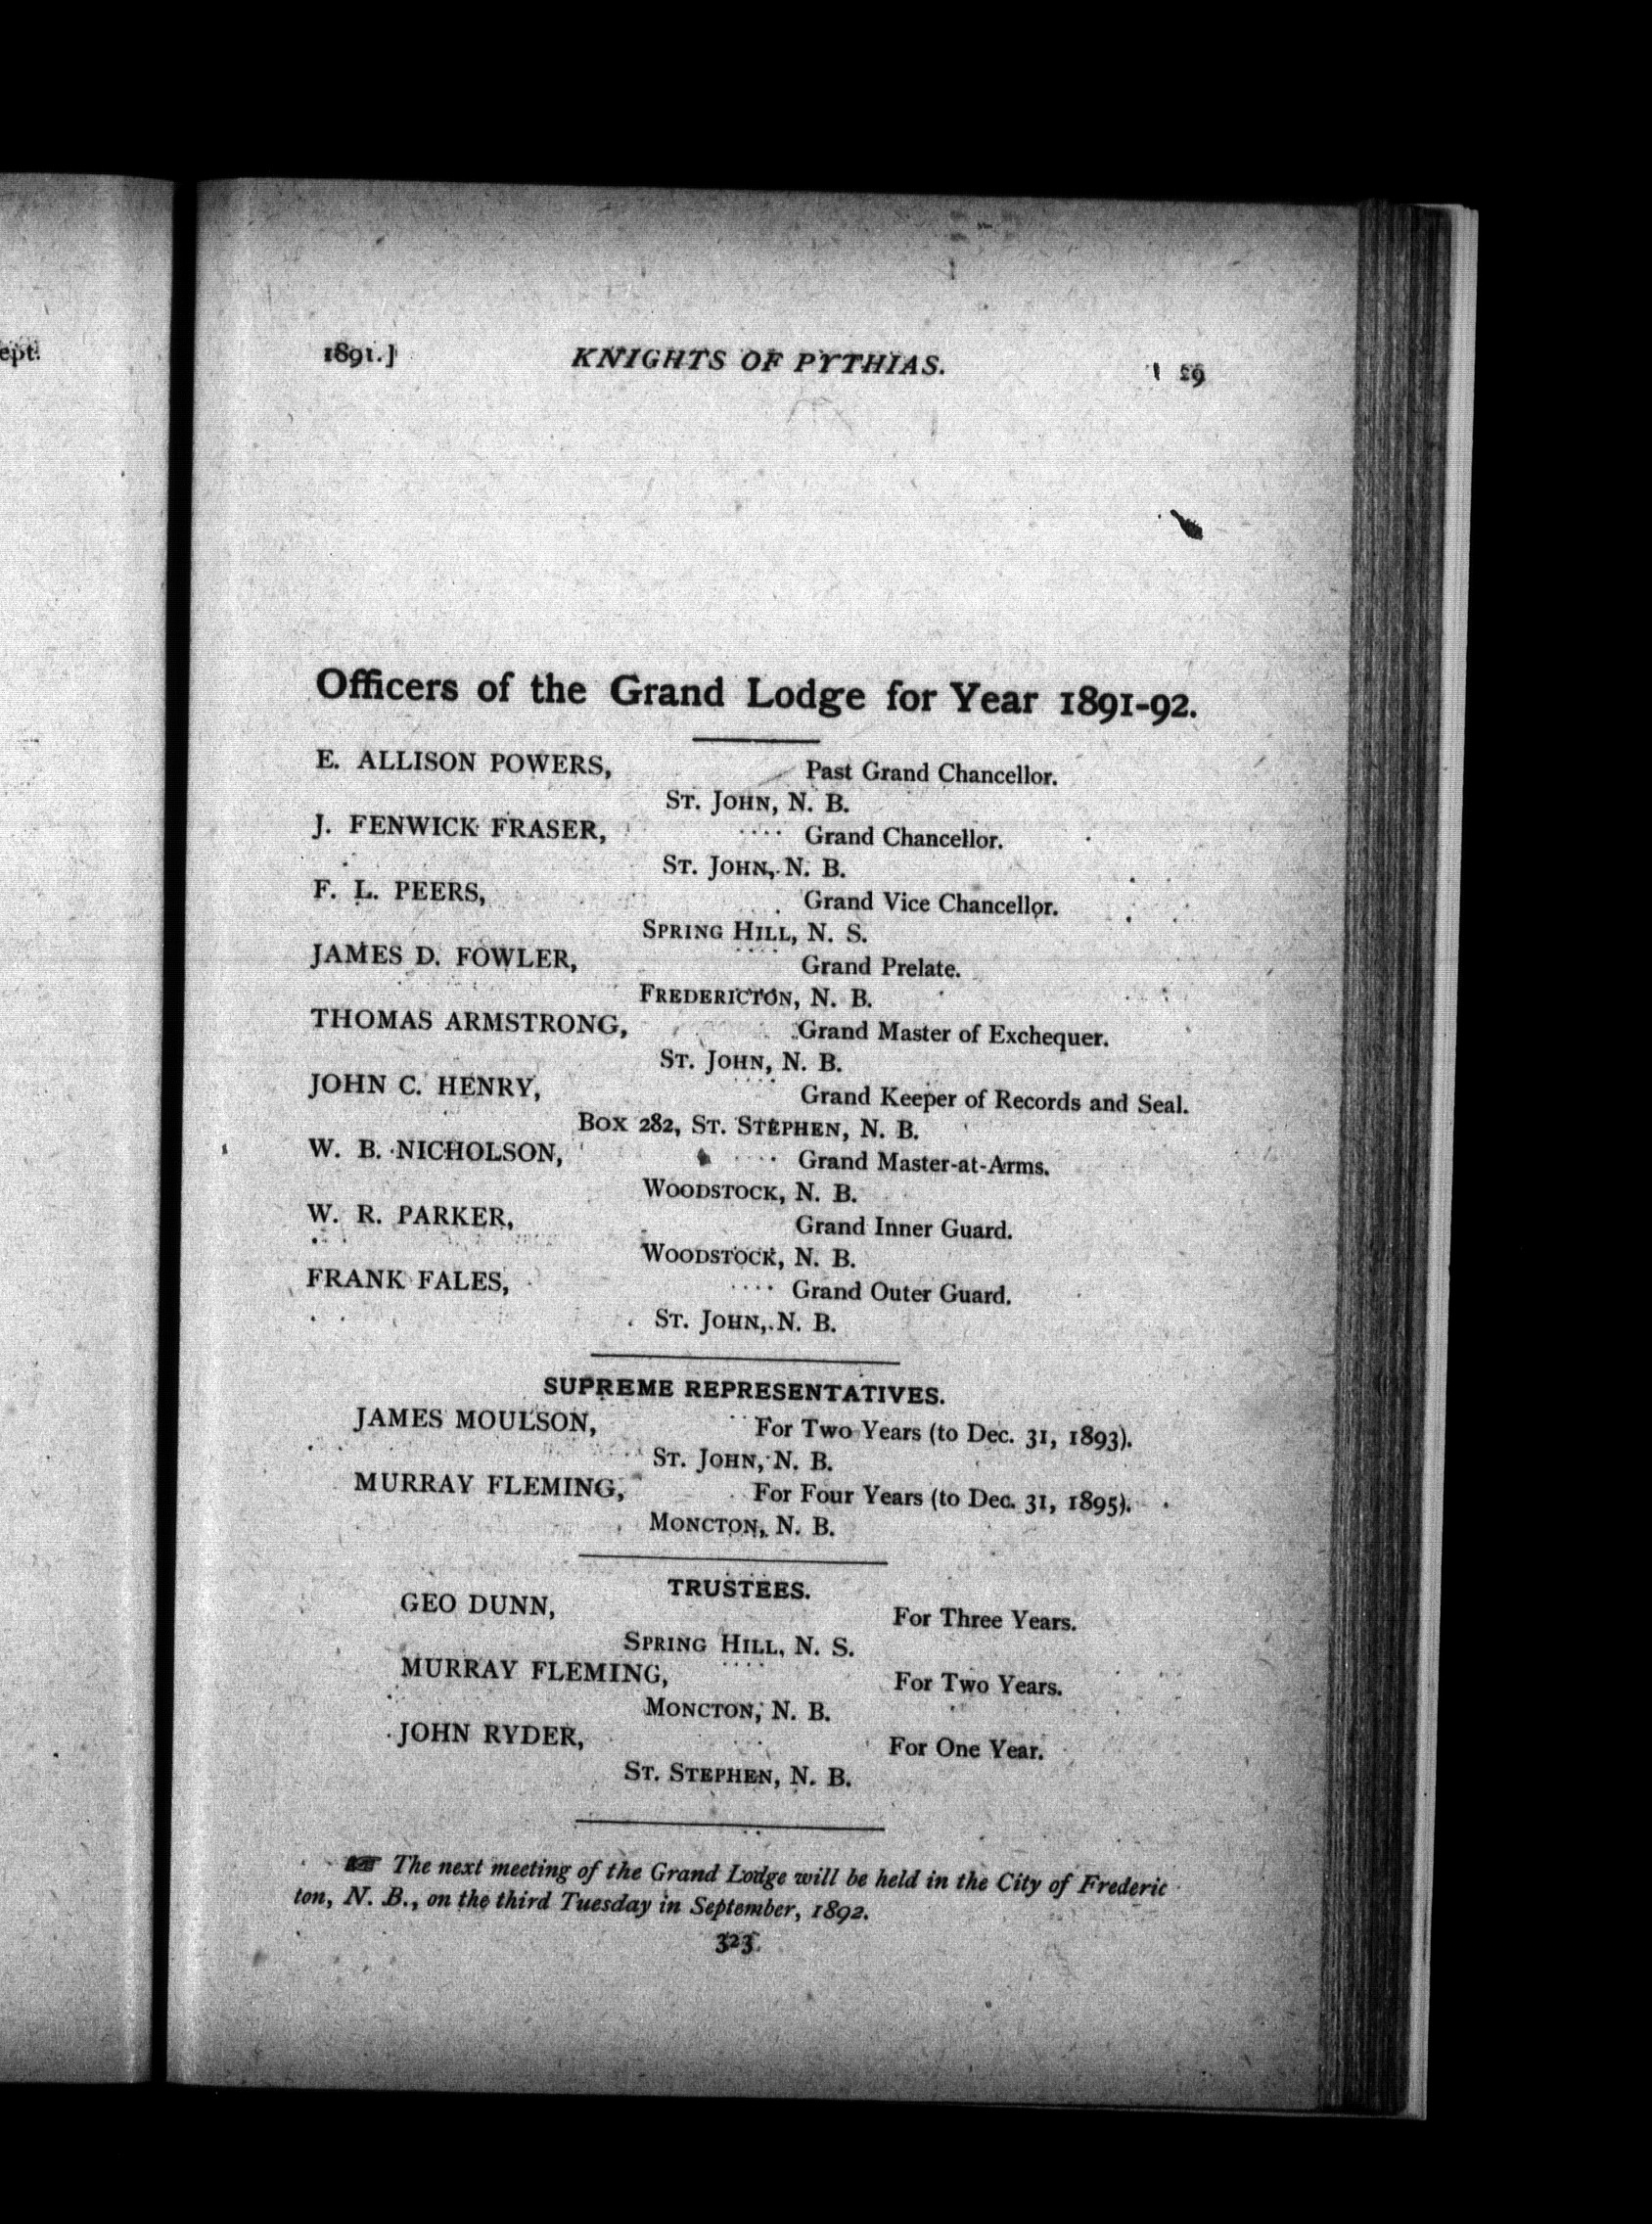 ept.
1891.] KNIGHTS OF PYTHIAS. 29
Officers of the Grand Lodge for Year 1891-92.
E. ALLISON POWERS, Past Grand Chancellor.
ST. JOHN, N. B.
J. FENWICK FRASER, .... Grand Chancellor.
ST. JOHN, N. B.
F. L. PEERS, Grand Vice Chancellor.
SPRING HILL, N. S.
JAMES D. FOWLER, .... Grand Prelate.
FREDERICTON, N. B.
THOMAS ARMSTRONG, Grand Master of Exchequer.
ST. JOHN, N. B.
JOHN C. HENRY, .... Grand Keeper of Records and Seal.
BOX 282, ST. STEPHEN, N. B.
W. B. NICHOLSON, .... Grand Master-at-Arms.
WOODSTOCK, N. B.
W. R. PARKER, Grand Inner Guard.
WOODSTOCK, N. B.
FRANK FALES, .... Grand Outer Guard.
ST. JOHN, N. B.
SUPREME REPRESENTATIVES.
JAMES MOULSON, For Two Years (to Dec. 31, 1893).
ST. JOHN, N. B.
MURRAY FLEMING, For Four Years (to Dec. 31, 1895).
MONCTON, N. B.
TRUSTEES.
GEO DUNN, For Three Years.
SPRING HILL, N. S.
MURRAY FLEMING, .... For Two Years.
MONCTON, N. B.
JOHN RYDER, For One Year.
ST. STEPHEN, N. B.
☞ The next meeting of the Grand Lodge will be held in the City of Frederic
ton, N. B., on the third Tuesday in September, 1892.
323